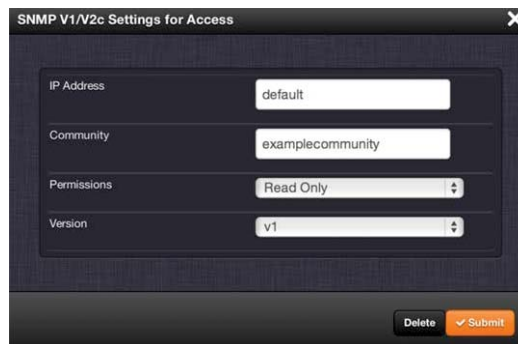 SNMP V1/V2c Settings for Access
IP Address
default
Community
examplecommunity
Permissions
Read Only
Version
v1
Delete
Submit